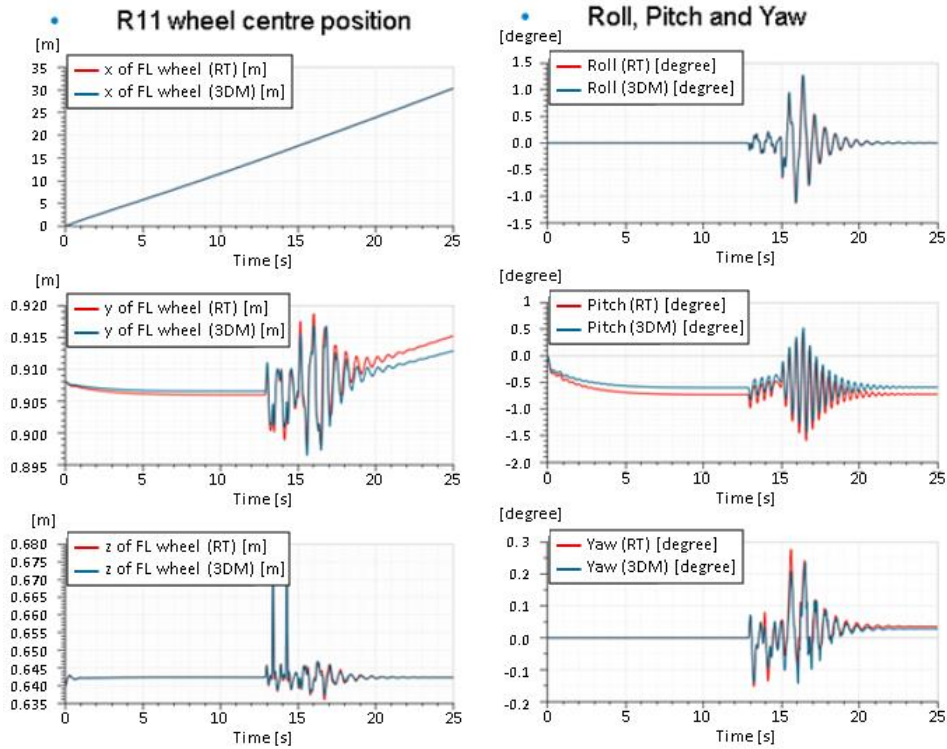 • R11 wheel centre position
[m]
x of FL wheel (RT) [m]
x of FL wheel (3DM) [m]
35
30
25
20
15
10
5
0
0 5 10 15 20 25
Time [s]
[m]
y of FL wheel (RT) [m]
y of FL wheel (3DM) [m]
0.920
0.915
0.910
0.905
0.900
0.895
0 5 10 15 20 25
Time [s]
[m]
z of FL wheel (RT) [m]
z of FL wheel (3DM) [m]
0.680
0.675
0.670
0.665
0.660
0.655
0.650
0.645
0.640
0.635
0 5 10 15 20 25
Time [s]
• Roll, Pitch and Yaw
[degree]
Roll (RT) [degree]
Roll (3DM) [degree]
1.5
1.0
0.5
0.0
-0.5
-1.0
-1.5
0 5 10 15 20 25
Time [s]
[degree]
Pitch (RT) [degree]
Pitch (3DM) [degree]
1
0.5
0.0
-0.5
-1.0
-1.5
-2.0
0 5 10 15 20 25
Time [s]
[degree]
Yaw (RT) [degree]
Yaw (3DM) [degree]
0.3
0.2
0.1
0.0
-0.1
-0.2
0 5 10 15 20 25
Time [s]